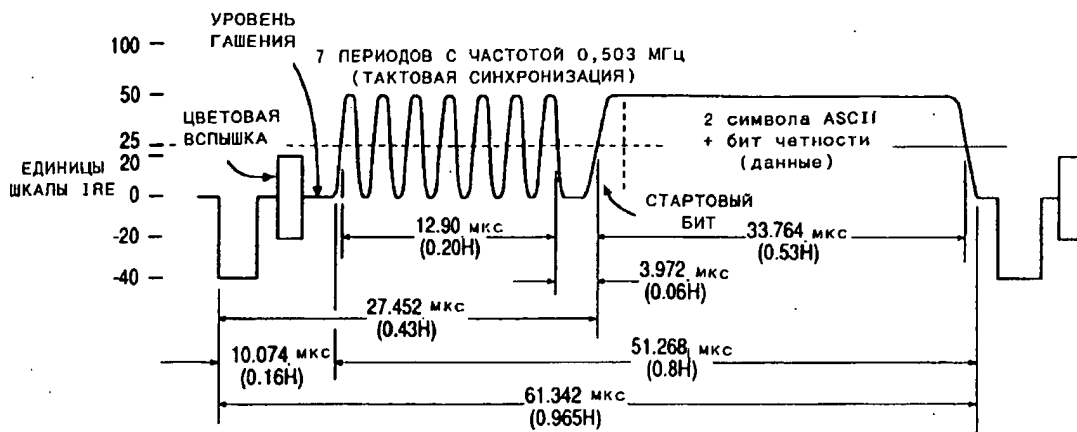 УРОВЕНЬ
ГАШЕНИЯ
7 ПЕРИОДОВ С ЧАСТОТОЙ 0,503 МГЦ
(ТАКТОВАЯ СИНХРОНИЗАЦИЯ)
ЦВЕТОВАЯ
ВСПЫШКА
2 символа ASCII
+ бит четности
(данные)
ЕДИНИЦЫ
ШКАЛЫ IRE
100
50
25
20
0
-20
-40
СТАРТОВЫЙ
БИТ
12.90 мкс
(0.20H)
33.764 мкс
(0.53H)
3.972 мкс
(0.06H)
27.452 мкс
(0.43H)
10.074 мкс
(0.16H)
51.268 мкс
(0.8H)
61.342 мкс
(0.965H)